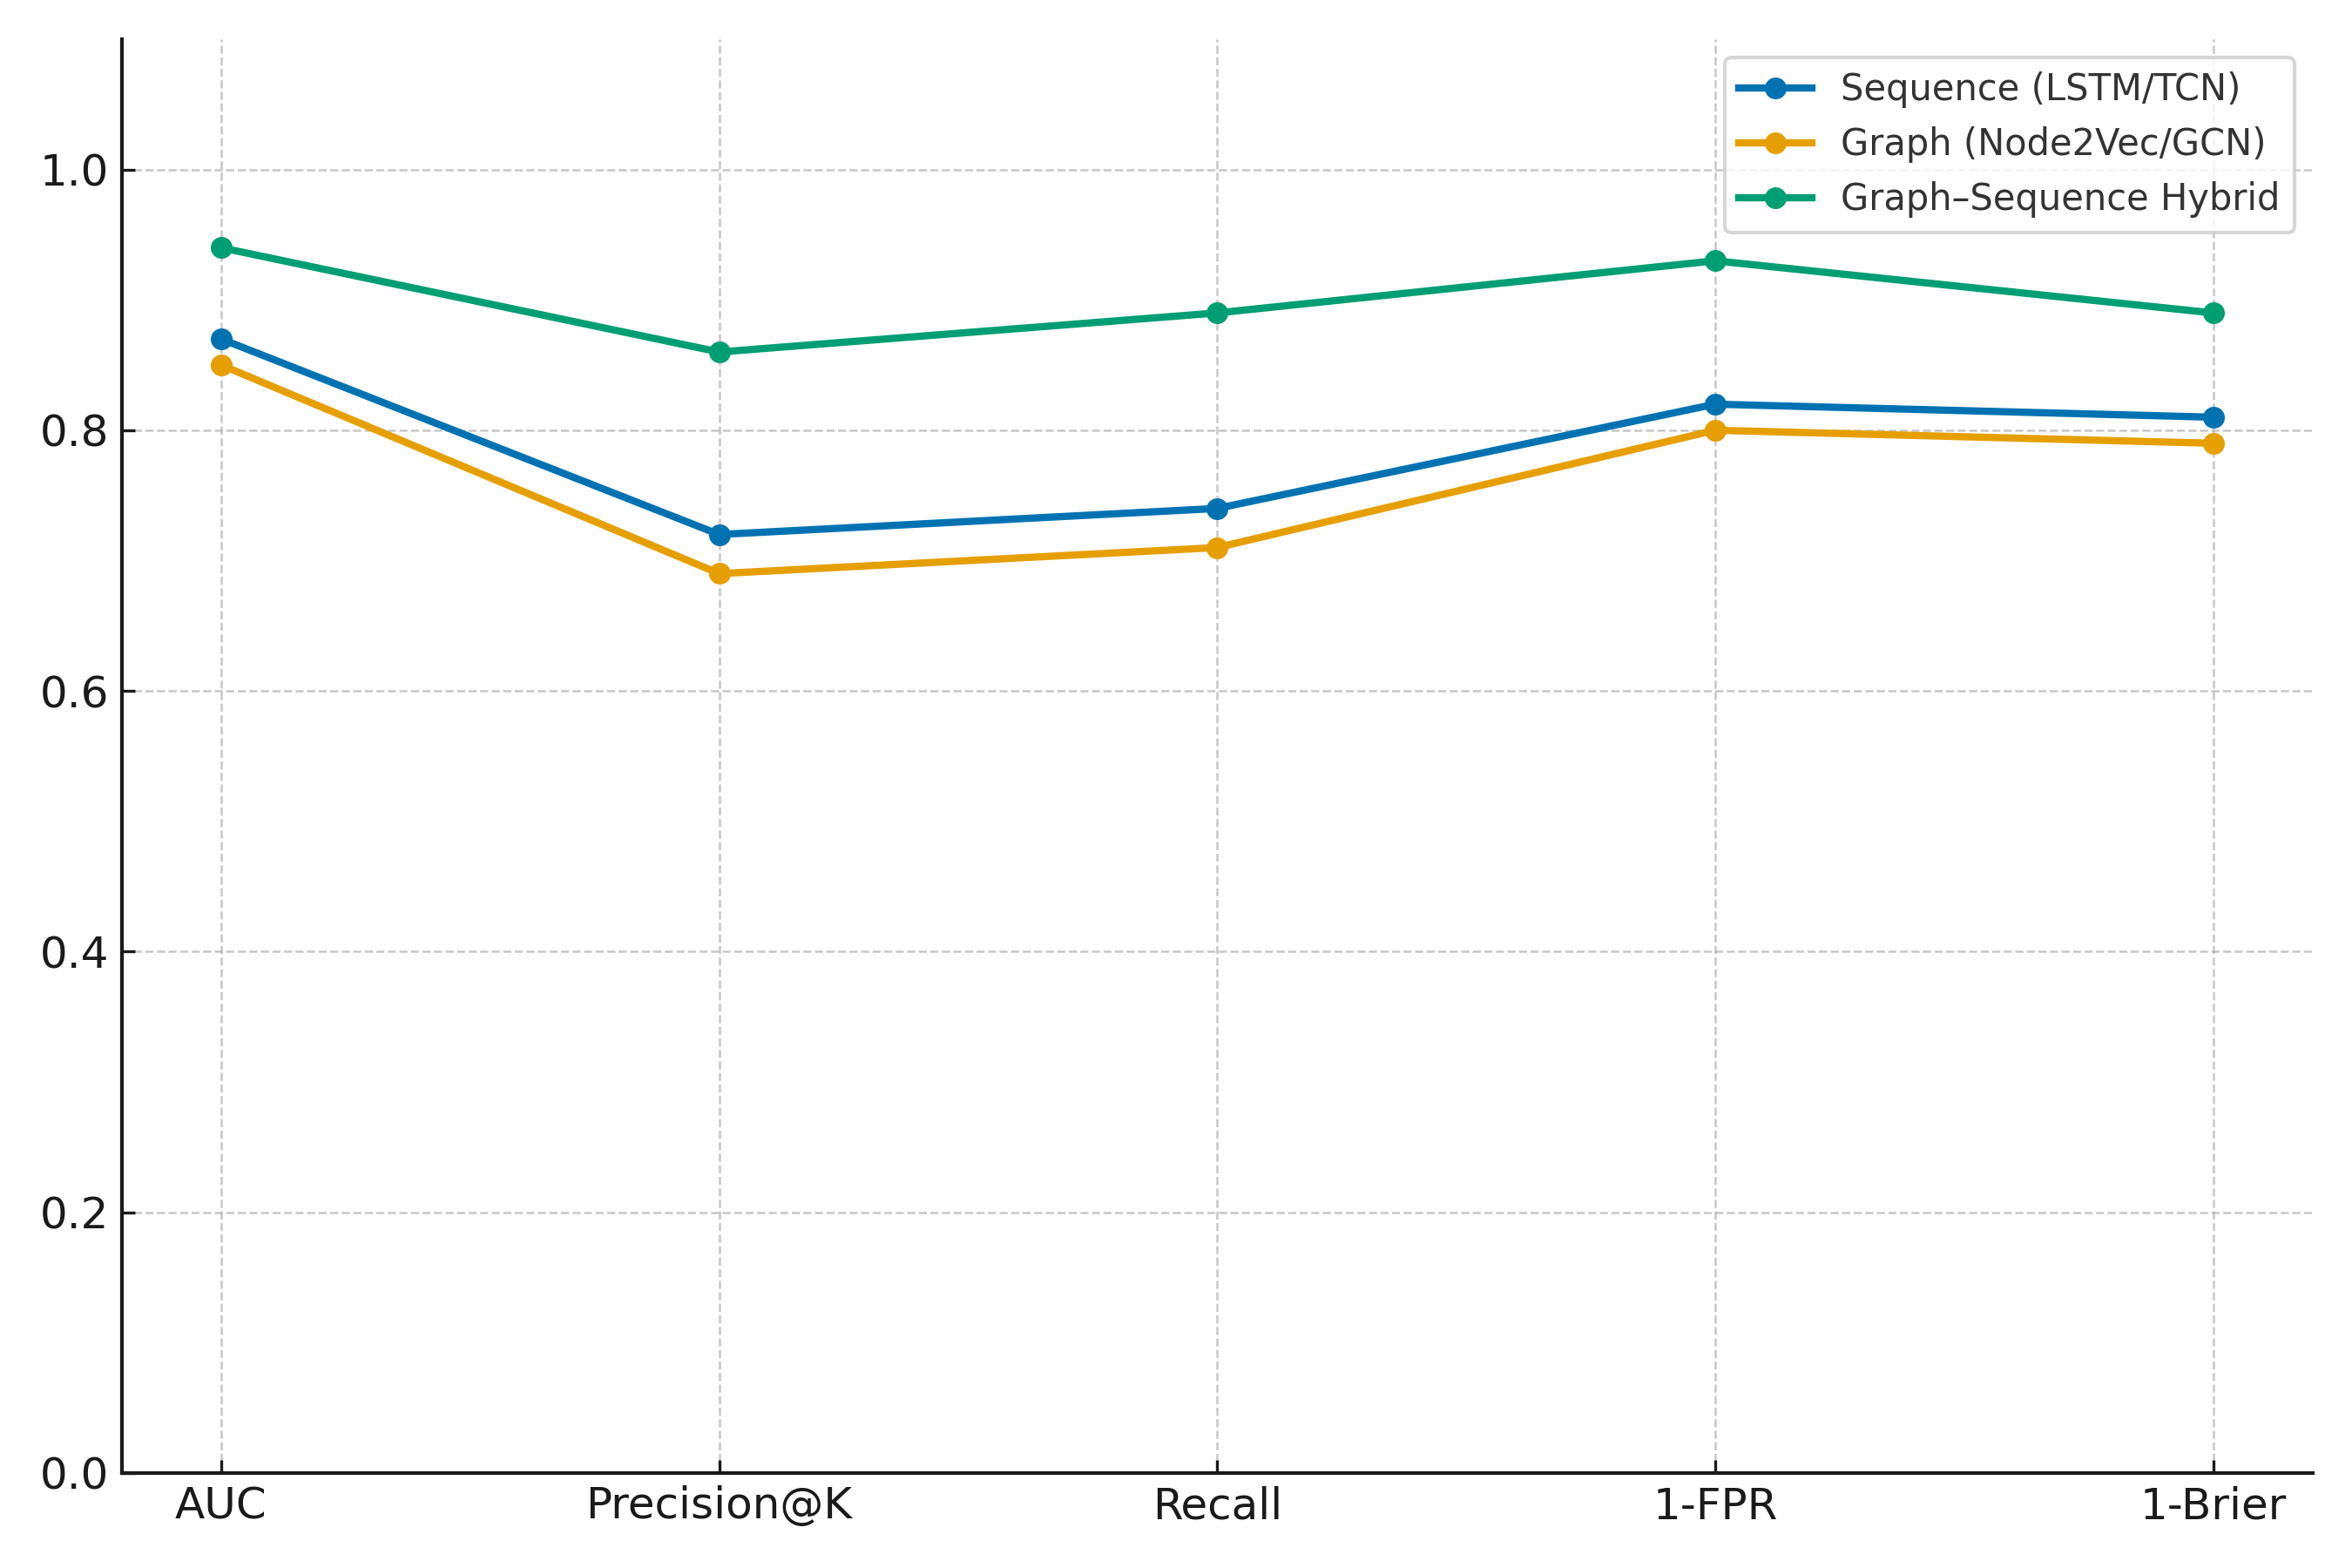 Sequence (LSTM/TCN)
Graph (Node2Vec/GCN)
Graph–Sequence Hybrid
1.0
0.8
0.6
0.4
0.2
0.0
AUC Precision@K Recall 1-FPR 1-Brier